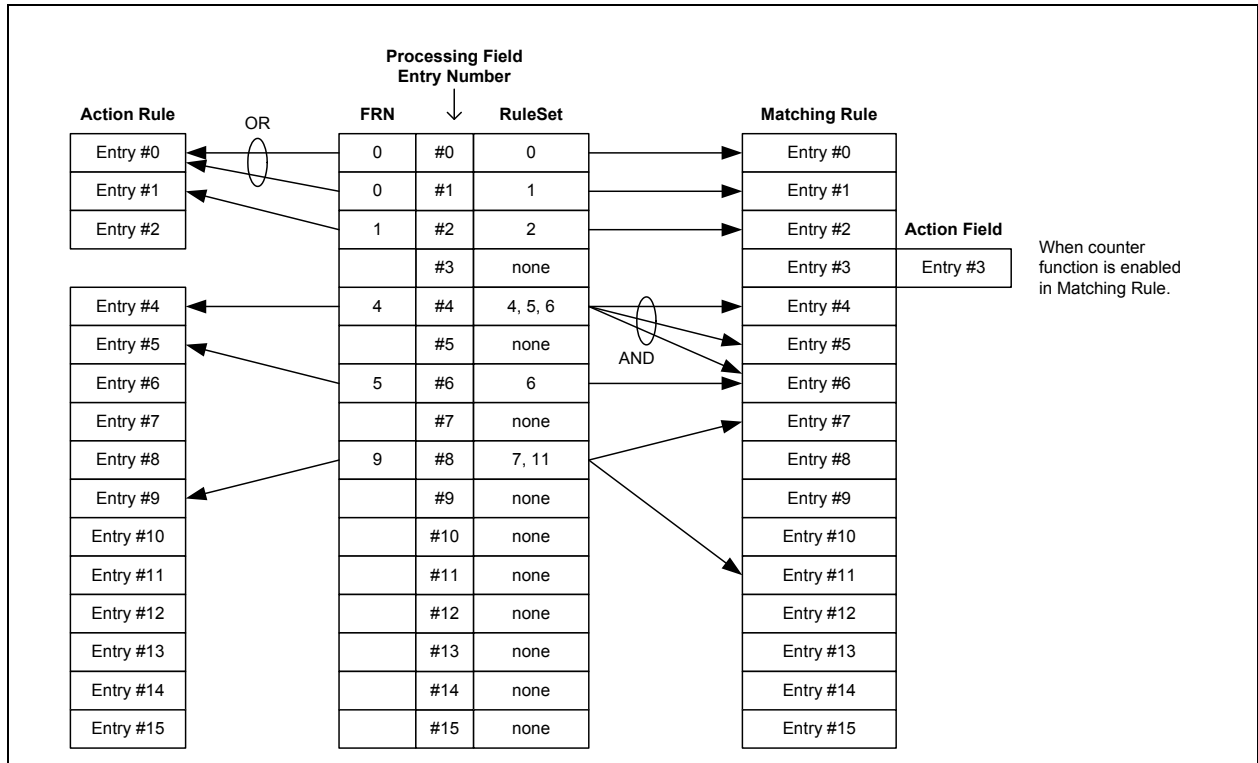 Processing Field
Entry Number
Action Rule OR FRN ↓ RuleSet Matching Rule
Entry #0 0 #0 0 Entry #0
Entry #1 0 #1 1 Entry #1
Entry #2 1 #2 2 Entry #2 Action Field
#3 none Entry #3 Entry #3
When counter
function is enabled
in Matching Rule.
Entry #4 4 #4 4, 5, 6 Entry #4
Entry #5 #5 none AND Entry #5
Entry #6 5 #6 6 Entry #6
Entry #7 #7 none Entry #7
Entry #8 9 #8 7, 11 Entry #8
Entry #9 #9 none Entry #9
Entry #10 #10 none Entry #10
Entry #11 #11 none Entry #11
Entry #12 #12 none Entry #12
Entry #13 #13 none Entry #13
Entry #14 #14 none Entry #14
Entry #15 #15 none Entry #15